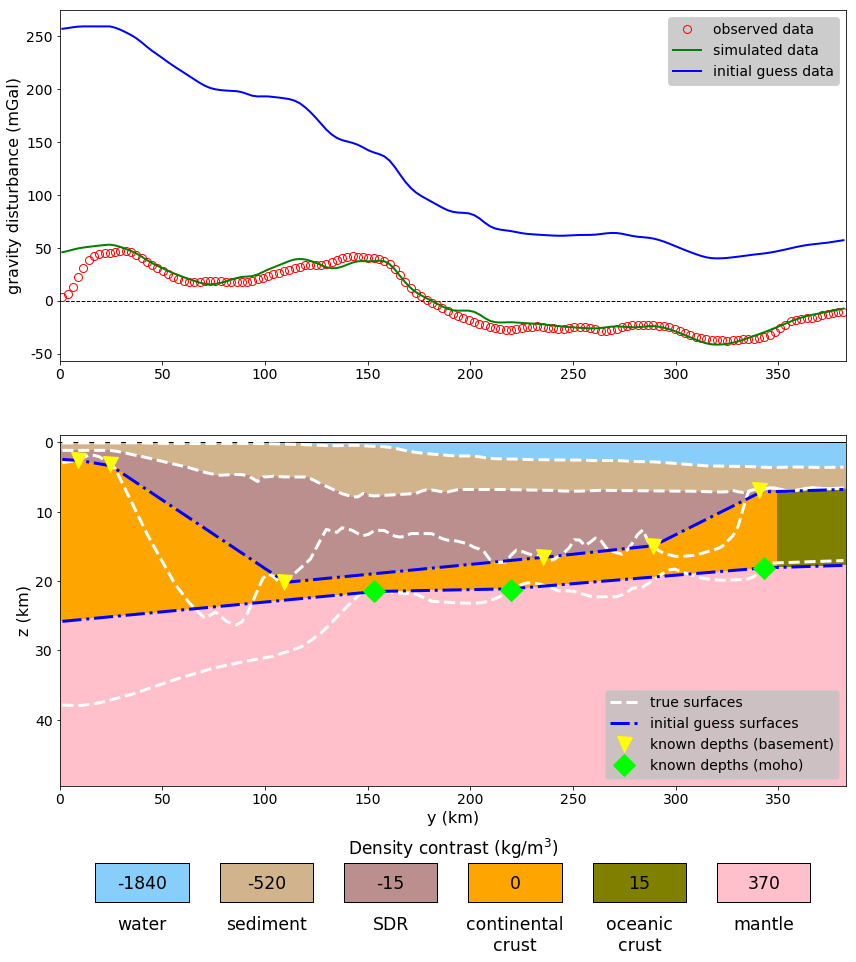 observed data
simulated data
initial guess data
gravity disturbance (mGal)
250
200
150
100
50
0
-50
0 50 100 150 200 250 300 350
z (km)
0
10
20
30
40
true surfaces
initial guess surfaces
known depths (basement)
known depths (moho)
0 50 100 150 200 250 300 350
y (km)
Density contrast (kg/m³)
-1840 -520 -15 0 15 370
water sediment SDR continental crust oceanic crust mantle